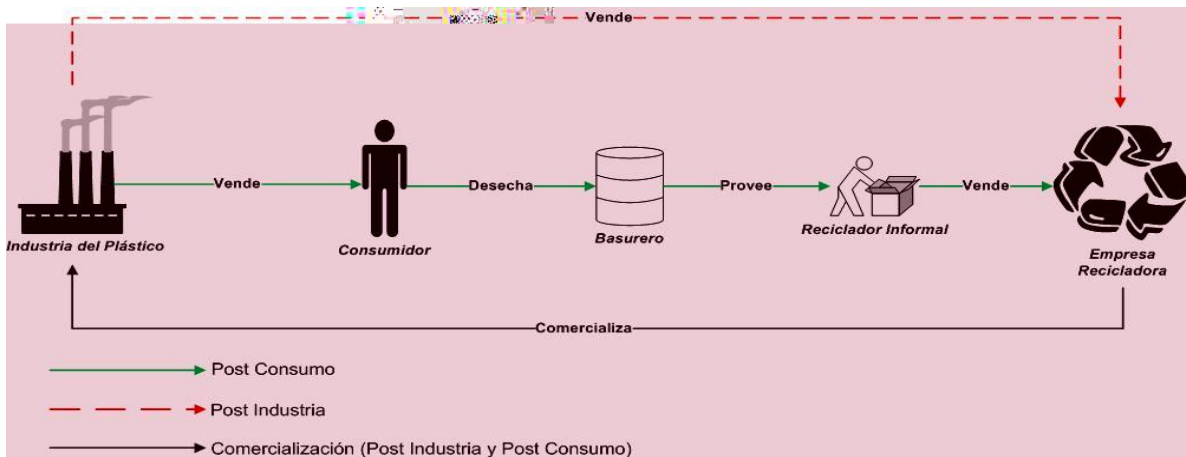 Vende
Vende
Desecha
Provee
Vende
Industria del Plástico
Consumidor
Basurero
Reciclador Informal
Empresa
Recicladora
Comercializa
Post Consumo
Post Industria
Comercialización (Post Industria y Post Consumo)